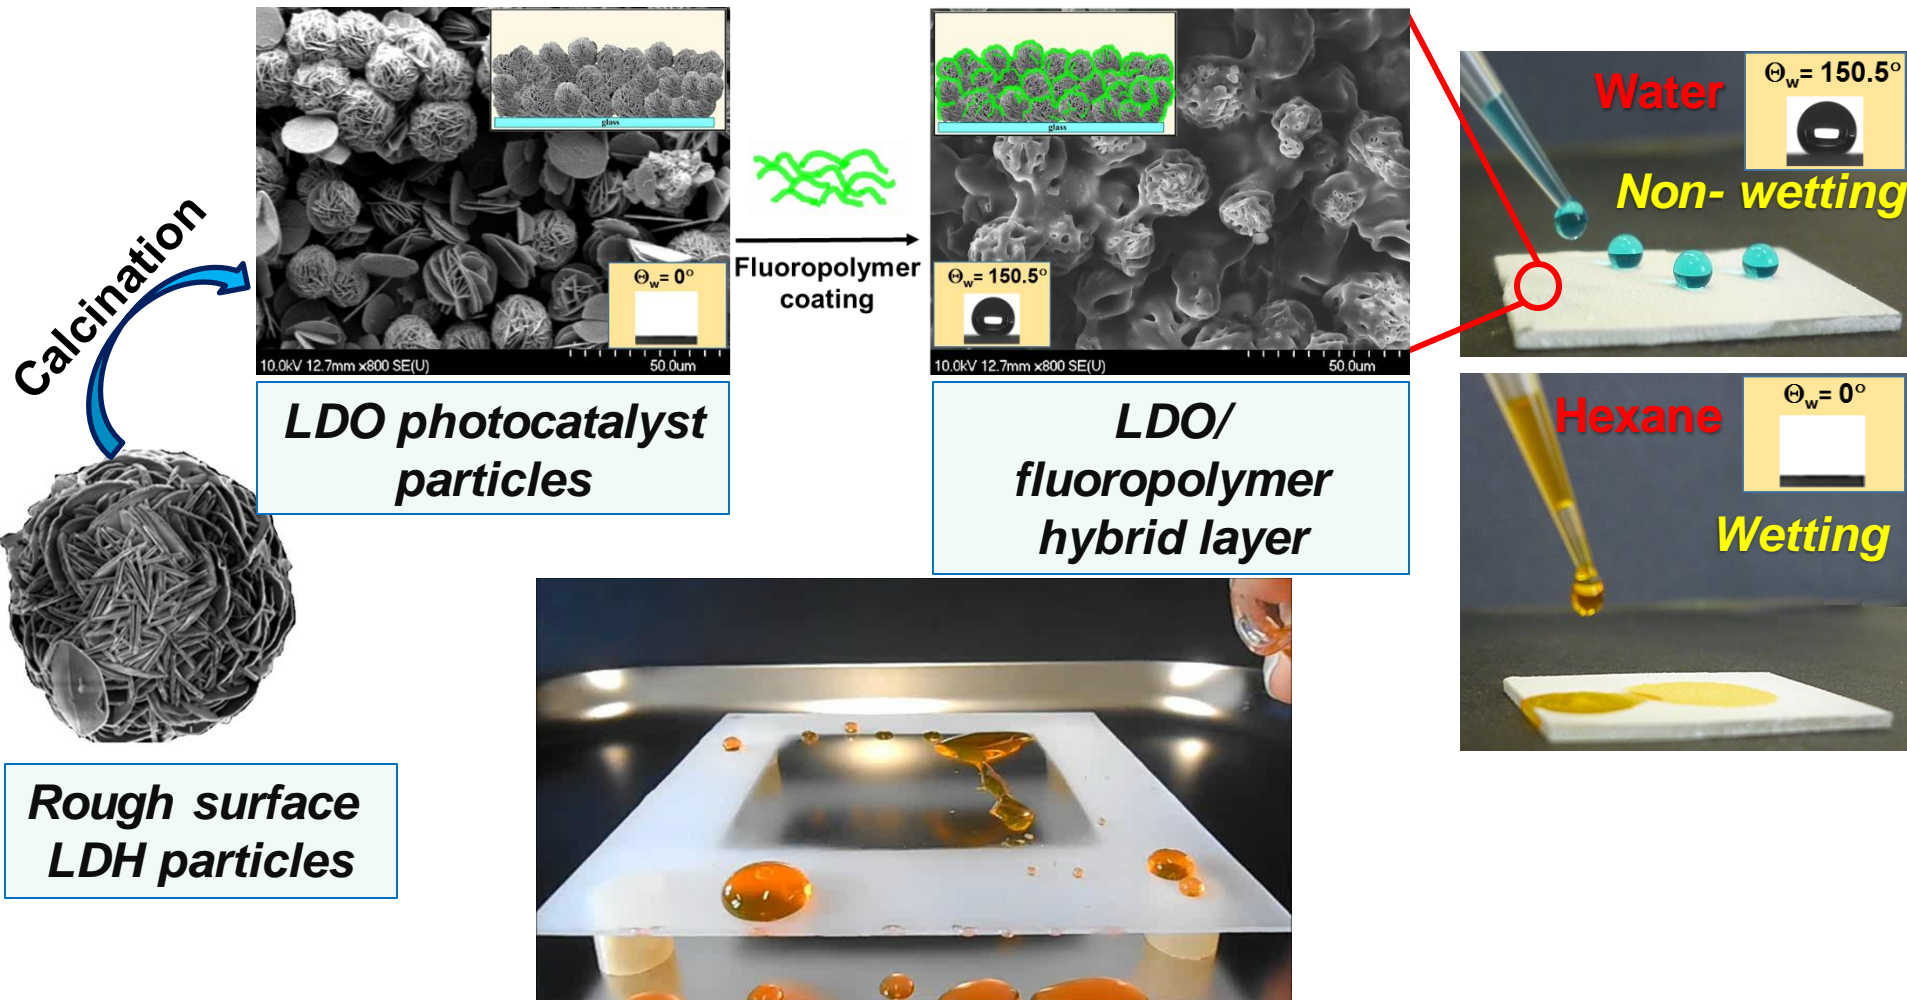 Calcination
Rough surface
LDH particles
glass
Θw= 0°
10.0kV 12.7mm x800 SE(U)
50.0um
LDO photocatalyst
particles
Fluoropolymer
coating
glass
Θw= 150.5°
10.0kV 12.7mm x800 SE(U)
50.0um
LDO/
fluoropolymer
hybrid layer
Water
Θw= 150.5°
Non- wetting
Hexane
Θw= 0°
Wetting